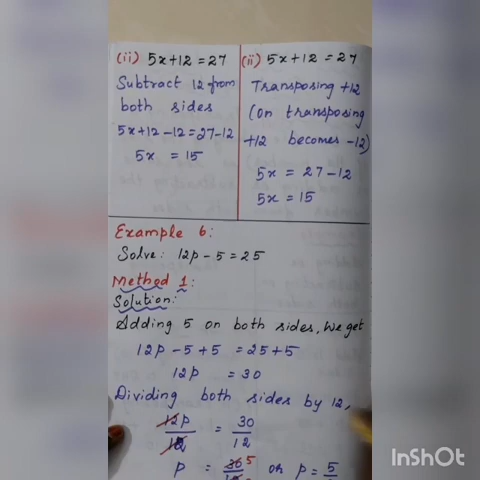 (ii) 5x+12 = 27
Subtract 12 from
both sides
5x+12-12 = 27-12
5x = 15
(ii) 5x+12 = 27
Transposing +12
(on transposing
+12 becomes -12)
5x = 27-12
5x = 15
Example 6:
Solve: 12p - 5 = 25
Method 1:
Solution:
Adding 5 on both sides, we get
12p - 5 + 5 = 25+5
12p = 30
Dividing both sides by 12,
12p/12 = 30/12
p = 30 5 or p = 5
InShOt